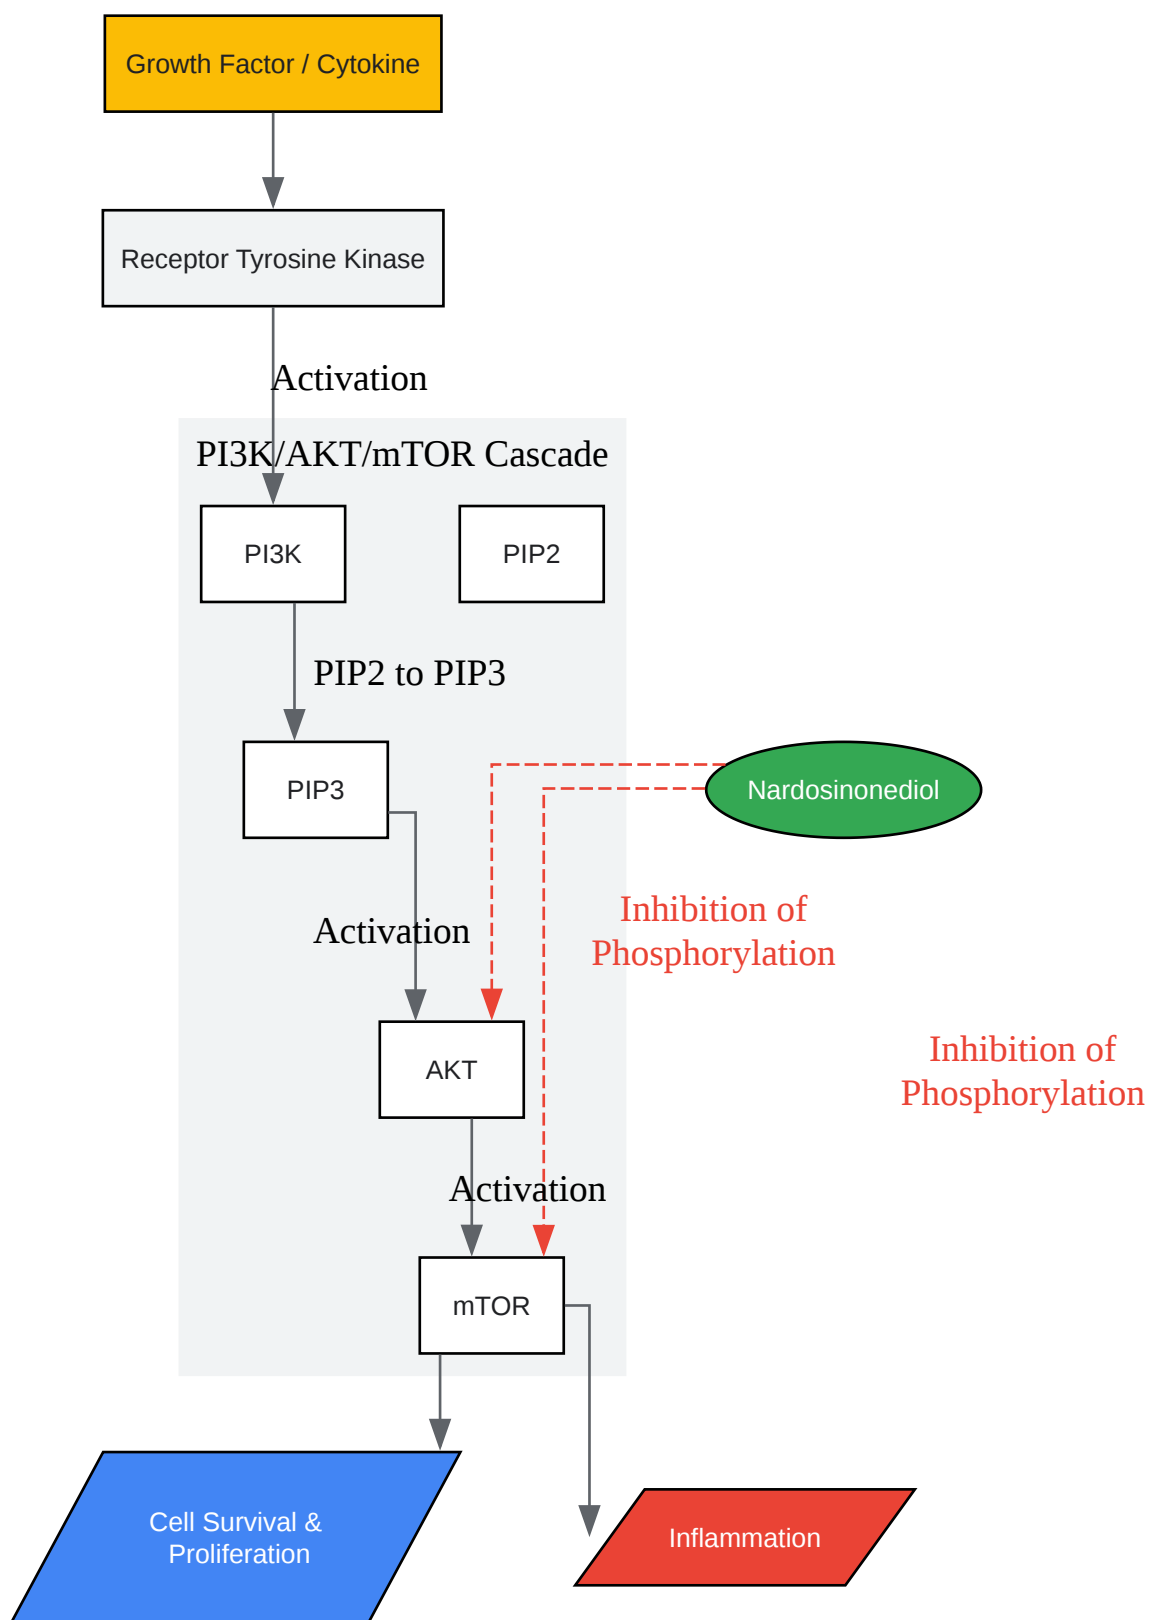 Growth Factor / Cytokine
Receptor Tyrosine Kinase
Activation
PI3K/AKT/mTOR Cascade
PI3K
PIP2
PIP2 to PIP3
PIP3
Nardosinonediol
Activation
Inhibition of
Phosphorylation
AKT
Inhibition of
Phosphorylation
Activation
mTOR
Cell Survival &
Proliferation
Inflammation